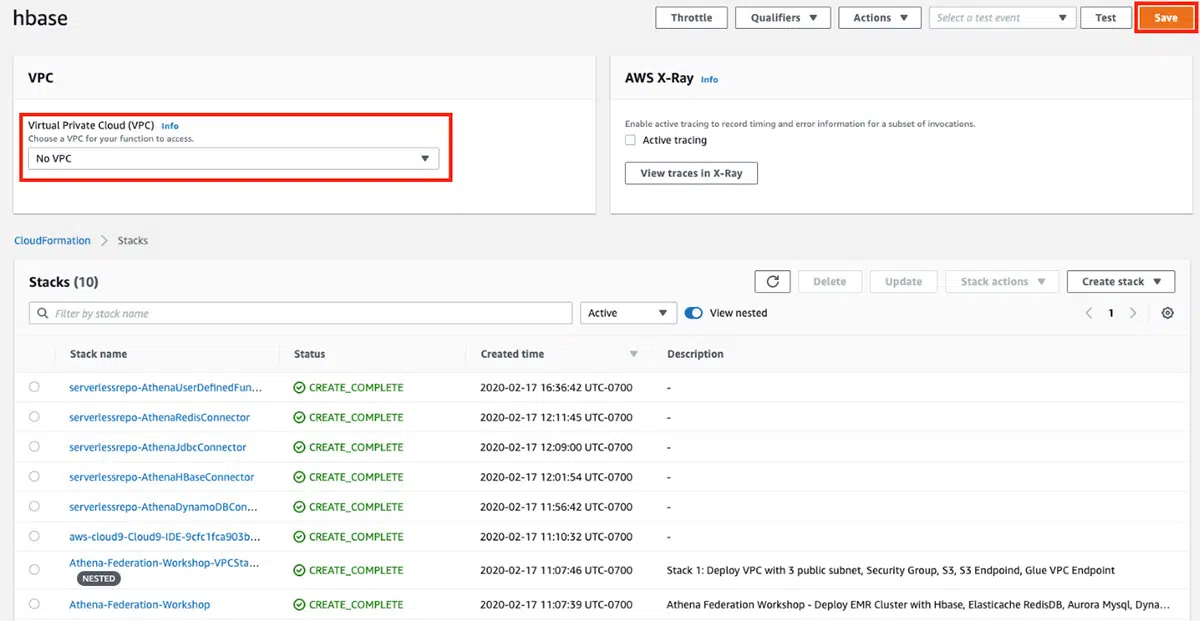 hbase
Throttle
Qualifiers
Actions
Select a test event
Test
Save
VPC
Virtual Private Cloud (VPC) Info
Choose a VPC for your function to access.
No VPC
AWS X-Ray Info
Enable active tracing to record timing and error information for a subset of invocations.
Active tracing
View traces in X-Ray
CloudFormation > Stacks
Stacks (10)
Delete
Update
Stack actions
Create stack
Filter by stack name
Active
View nested
< 1 >
Stack name Status Created time Description
serverlessrepo-AthenaUserDefinedFun... CREATE_COMPLETE 2020-02-17 16:36:42 UTC-0700 -
serverlessrepo-AthenaRedisConnector CREATE_COMPLETE 2020-02-17 12:11:45 UTC-0700 -
serverlessrepo-AthenaJdbcConnector CREATE_COMPLETE 2020-02-17 12:09:00 UTC-0700 -
serverlessrepo-AthenaHBaseConnector CREATE_COMPLETE 2020-02-17 12:01:54 UTC-0700 -
serverlessrepo-AthenaDynamoDBCon... CREATE_COMPLETE 2020-02-17 11:56:42 UTC-0700 -
aws-cloud9-Cloud9-IDE-9cfc1fca903b... CREATE_COMPLETE 2020-02-17 11:10:32 UTC-0700 -
Athena-Federation-Workshop-VPCSta... CREATE_COMPLETE 2020-02-17 11:07:46 UTC-0700 Stack 1: Deploy VPC with 3 public subnet, Security Group, S3, S3 Endpoind, Glue VPC Endpoint
NESTED
Athena-Federation-Workshop CREATE_COMPLETE 2020-02-17 11:07:39 UTC-0700 Athena Federation Workshop - Deploy EMR Cluster with Hbase, Elasticache RedisDB, Aurora Mysql, Dyna...